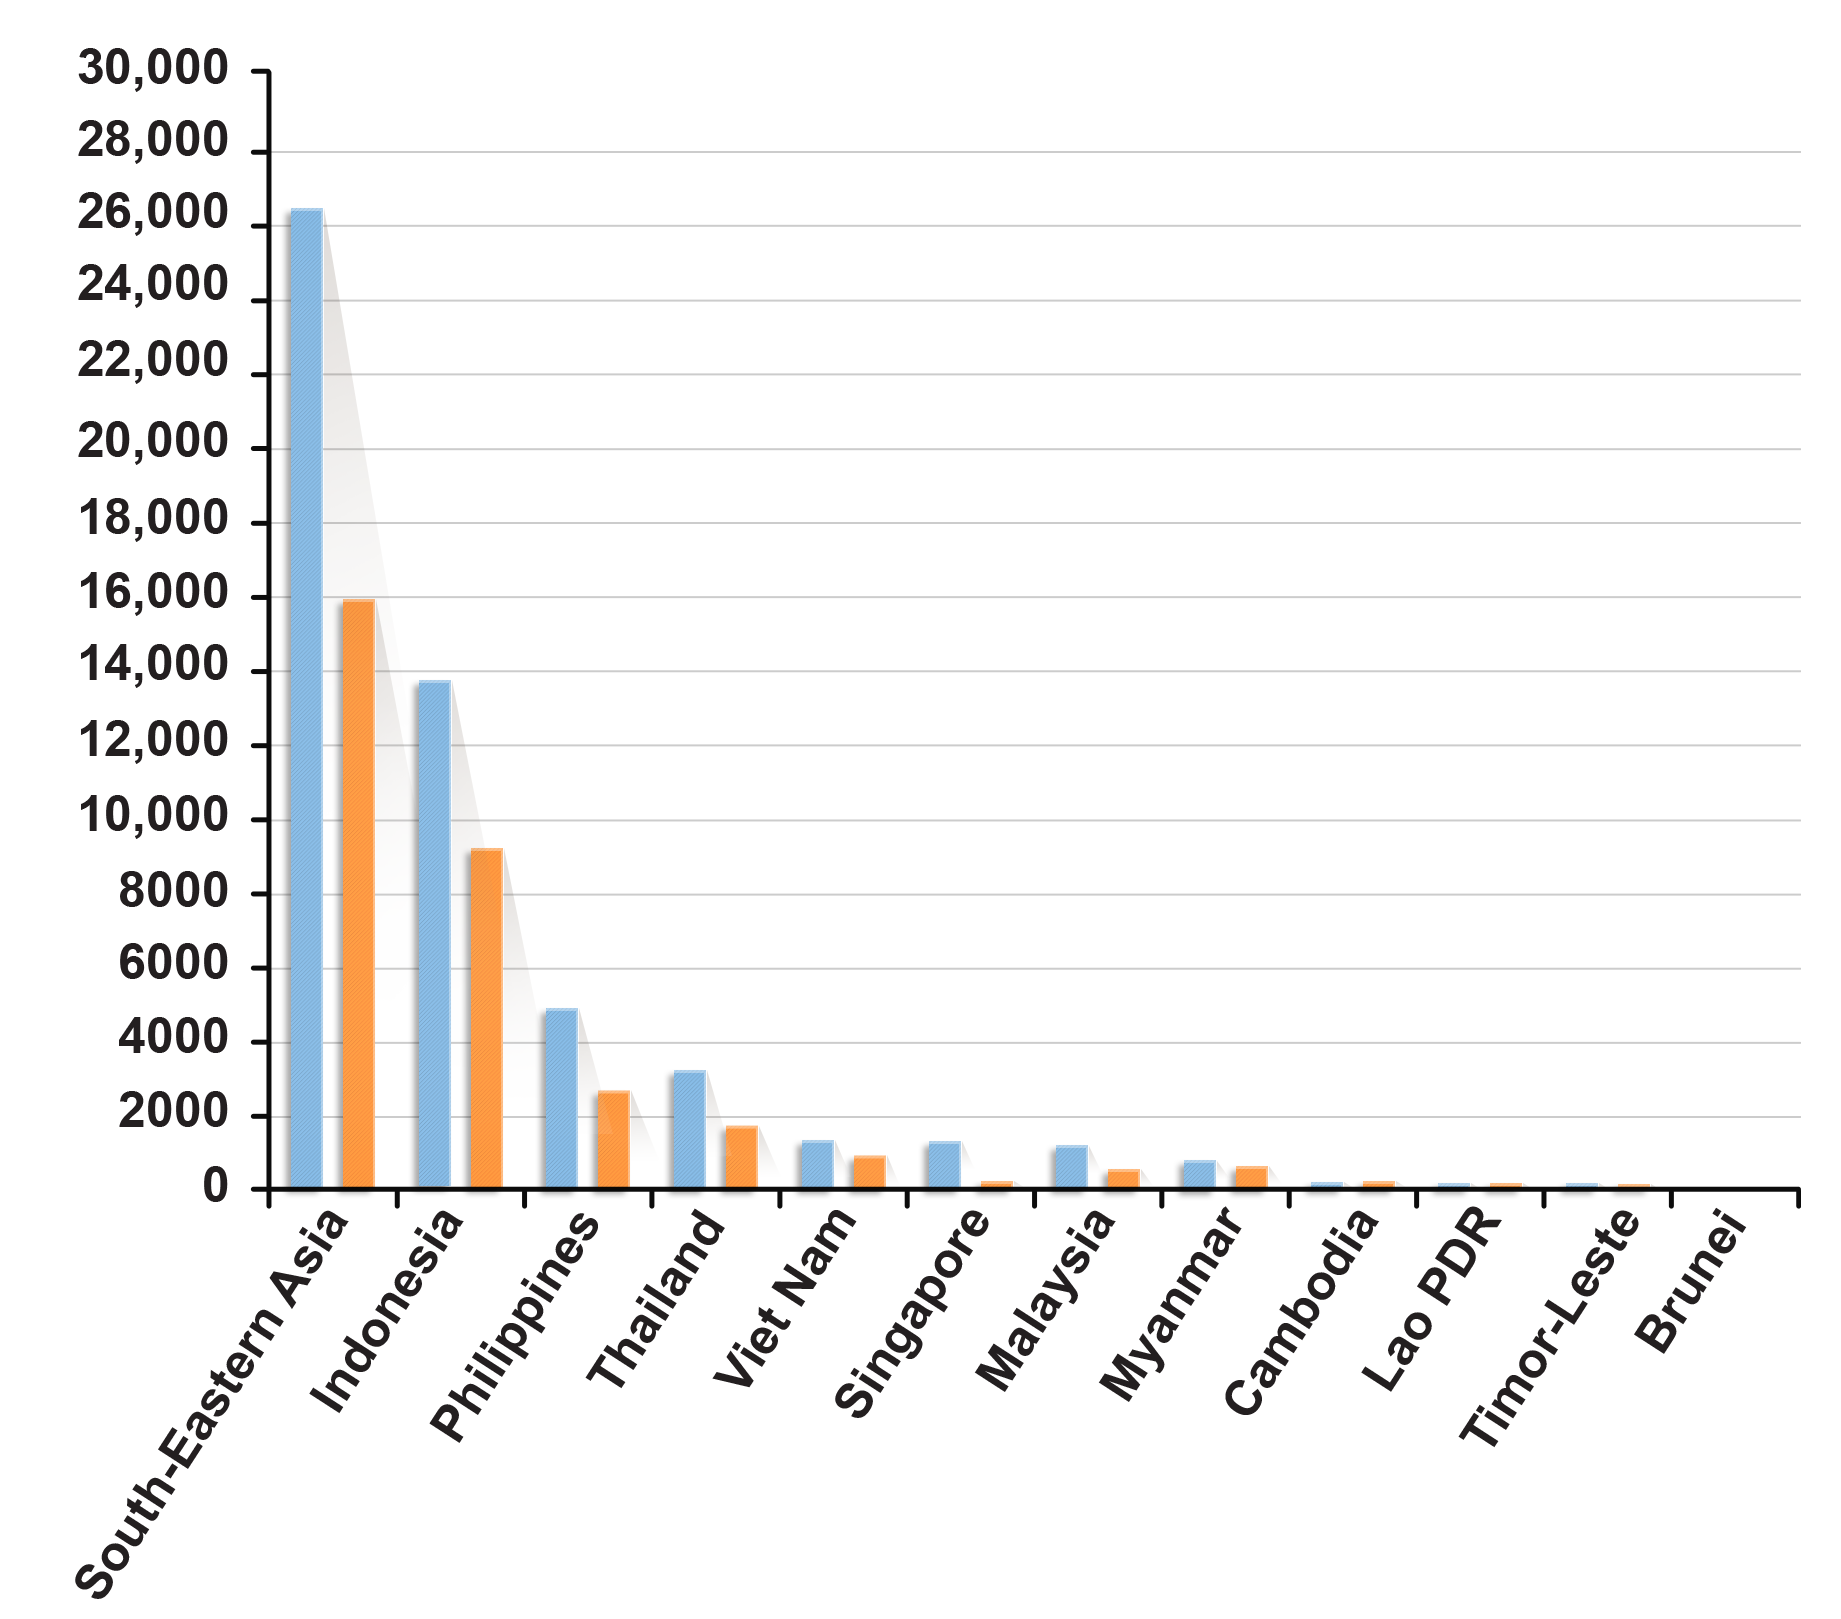 30,000
28,000
26,000
24,000
22,000
20,000
18,000
16,000
14,000
12,000
10,000
8000
6000
4000
2000
0
South-Eastern Asia
Indonesia
Philippines
Thailand
Viet Nam
Singapore
Malaysia
Myanmar
Cambodia
Lao PDR
Timor-Leste
Brunei